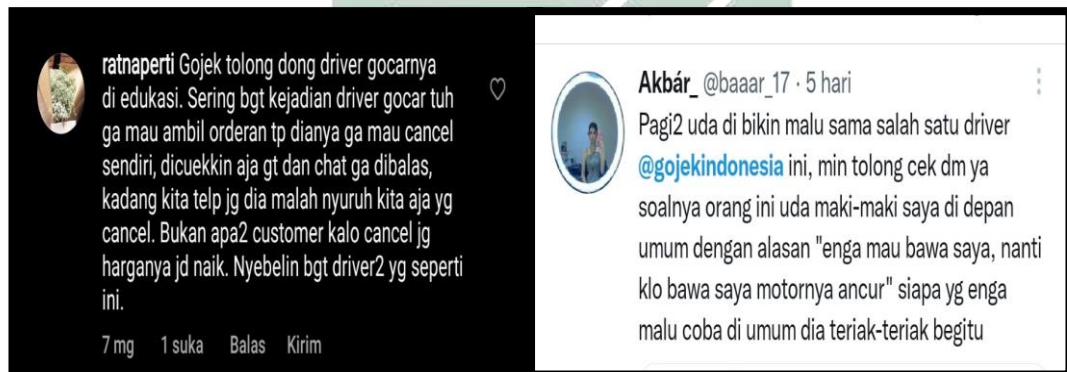 ratnaperti Gojek tolong dong driver gocarnya
di edukasi. Sering bgt kejadian driver gocar tuh
ga mau ambil orderan tp dianya ga mau cancel
sendiri, dicuekkin aja gt dan chat ga dibalas,
kadang kita telp jg dia malah nyuruh kita aja yg
cancel. Bukan apa2 customer kalo cancel jg
harganya jd naik. Nyebelin bgt driver2 yg seperti
ini.
7 mg 1 suka Balas Kirim
Akbár_ @baaar_17 · 5 hari
Pagi2 uda di bikin malu sama salah satu driver
@gojekindonesia ini, min tolong cek dm ya
soalnya orang ini uda maki-maki saya di depan
umum dengan alasan "enga mau bawa saya, nanti
klo bawa saya motornya ancur" siapa yg enga
malu coba di umum dia teriak-teriak begitu